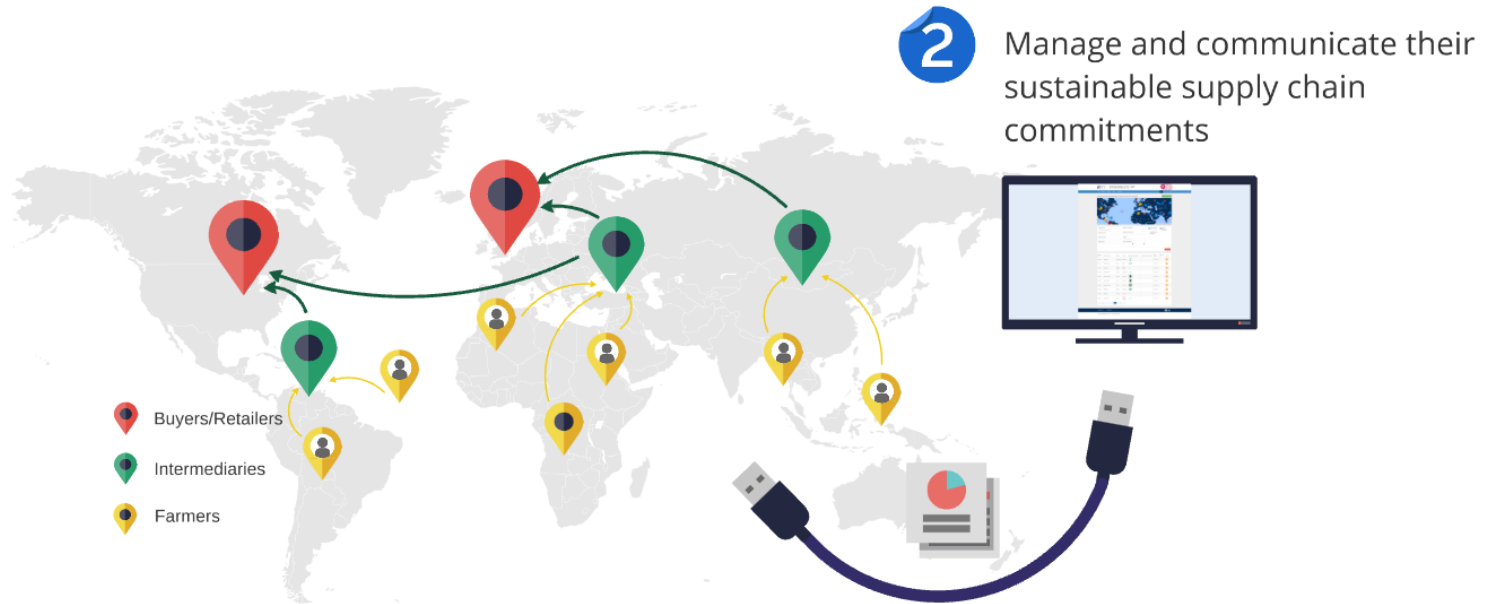 2
Manage and communicate their
sustainable supply chain
commitments
Buyers/Retailers
Intermediaries
Farmers